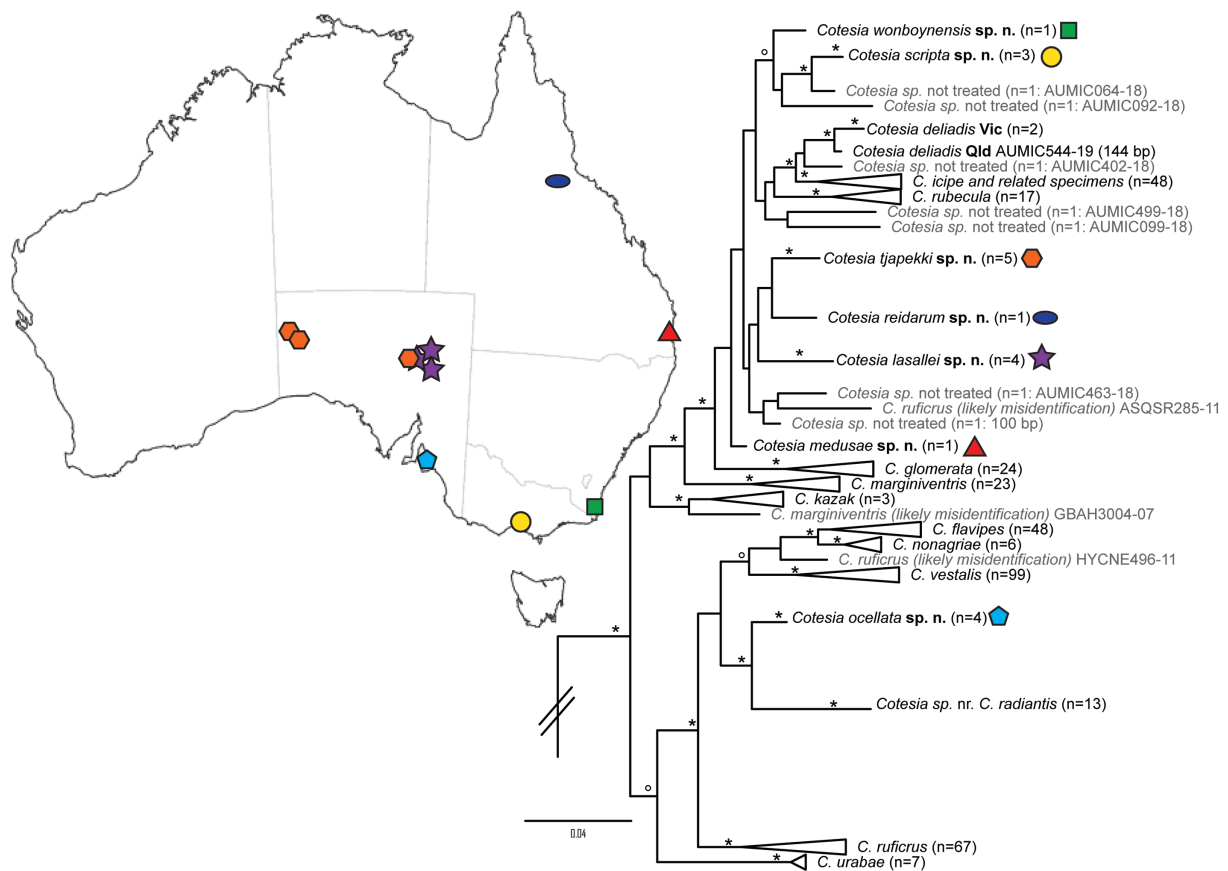 Cotesia wonboynensis sp. n. (n=1)
Cotesia scripta sp. n. (n=3)
Cotesia sp. not treated (n=1: AUMIC064-18)
Cotesia sp. not treated (n=1: AUMIC092-18)
Cotesia deliadis Vic (n=2)
Cotesia deliadis Qld AUMIC544-19 (144 bp)
Cotesia sp. not treated (n=1: AUMIC402-18)
C. icipe and related specimens (n=48)
C. rubecula (n=17)
Cotesia sp. not treated (n=1: AUMIC499-18)
Cotesia sp. not treated (n=1: AUMIC099-18)
Cotesia tjapekki sp. n. (n=5)
Cotesia reidarum sp. n. (n=1)
Cotesia lasallei sp. n. (n=4)
Cotesia sp. not treated (n=1: AUMIC463-18)
C. ruficrus (likely misidentification) ASQSR285-11
Cotesia sp. not treated (n=1: 100 bp)
Cotesia medusae sp. n. (n=1)
C. glomerata (n=24)
C. marginiventris (n=23)
C. kazak (n=3)
C. marginiventris (likely misidentification) GBAH3004-07
C. flavipes (n=48)
C. nonagriae (n=6)
C. ruficrus (likely misidentification) HYCNE496-11
C. vestalis (n=99)
Cotesia ocellata sp. n. (n=4)
Cotesia sp. nr. C. radiantis (n=13)
0.04
C. ruficrus (n=67)
C. urabae (n=7)